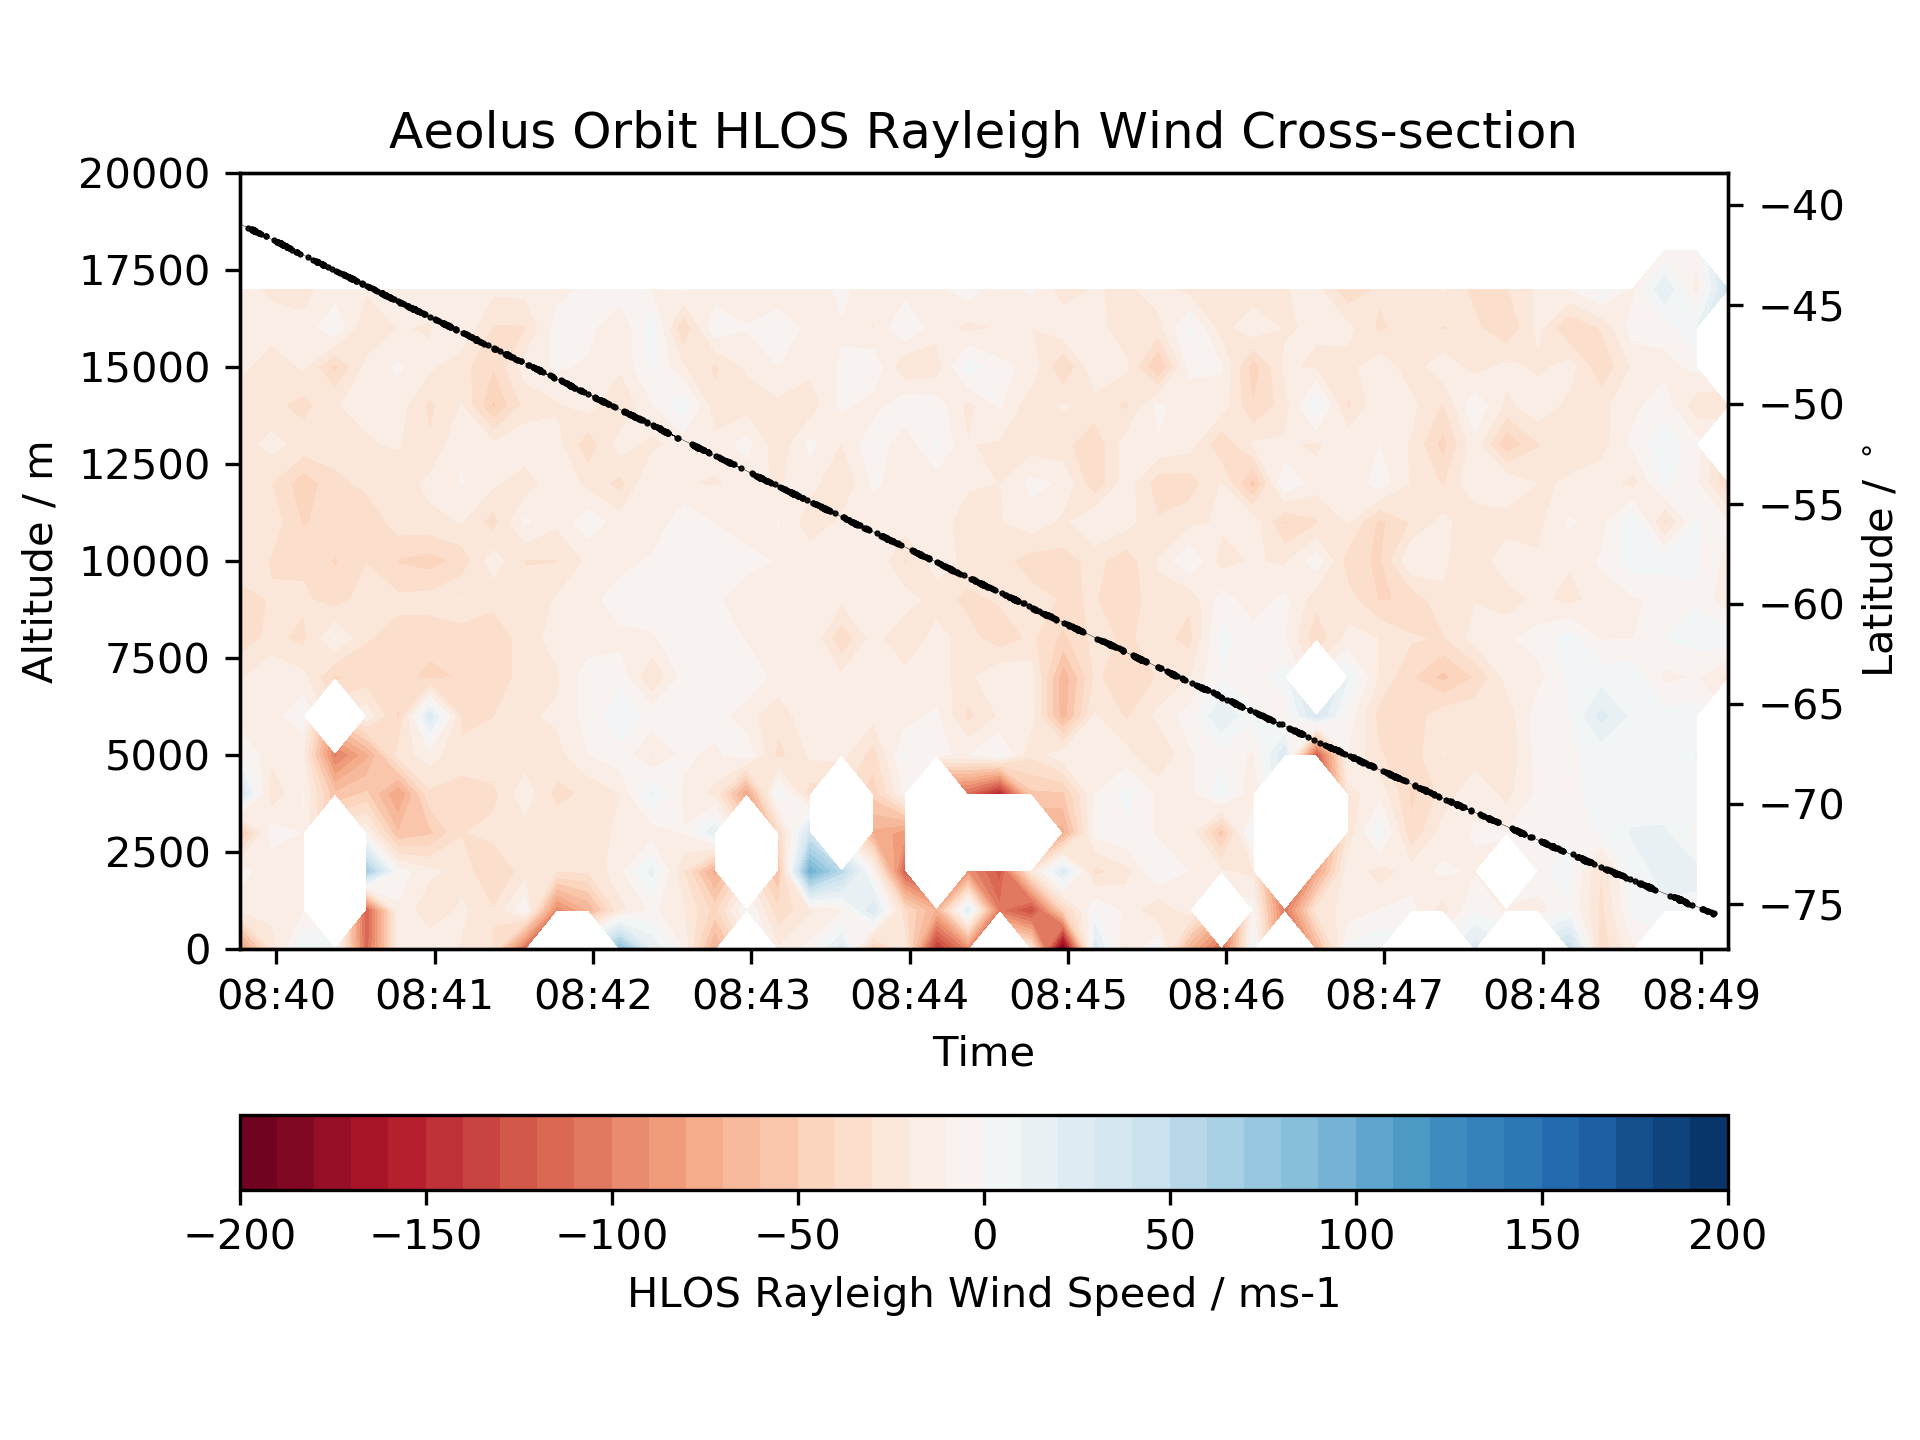 Aeolus Orbit HLOS Rayleigh Wind Cross-section
20000
17500
15000
12500
10000
7500
5000
2500
0
Altitude / m
−40
−45
−50
−55
−60
−65
−70
−75
Latitude / °
08:40 08:41 08:42 08:43 08:44 08:45 08:46 08:47 08:48 08:49
Time
−200 −150 −100 −50 0 50 100 150 200
HLOS Rayleigh Wind Speed / ms-1